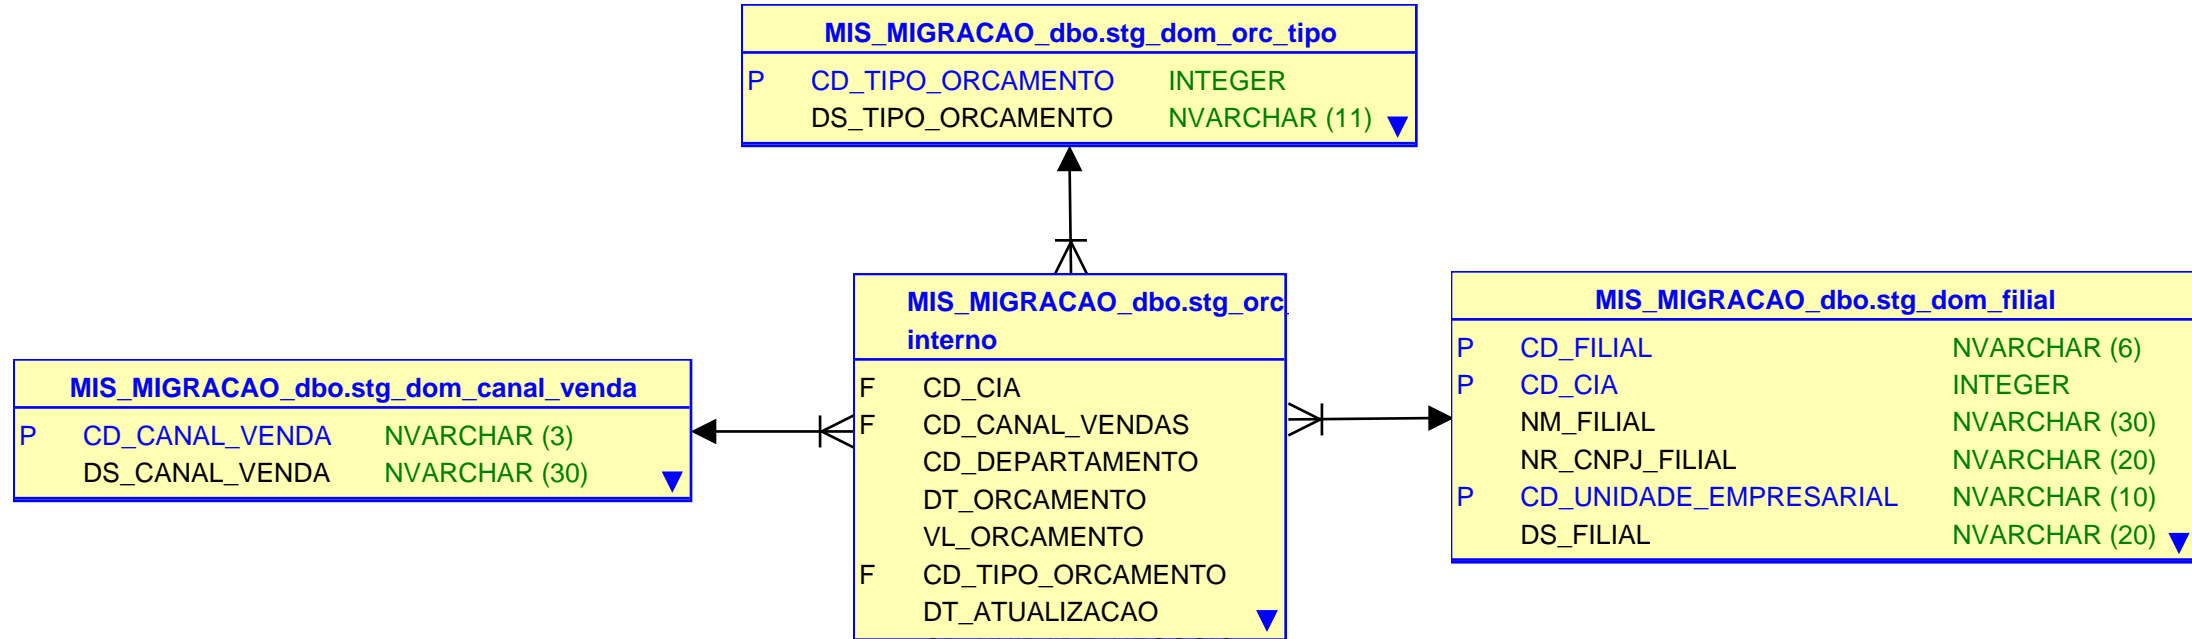 MIS_MIGRACAO_dbo.stg_dom_orc_tipo
P CD_TIPO_ORCAMENTO INTEGER
DS_TIPO_ORCAMENTO NVARCHAR (11)
MIS_MIGRACAO_dbo.stg_dom_canal_venda
P CD_CANAL_VENDA NVARCHAR (3)
DS_CANAL_VENDA NVARCHAR (30)
MIS_MIGRACAO_dbo.stg_orc_
interno
F CD_CIA
F CD_CANAL_VENDAS
CD_DEPARTAMENTO
DT_ORCAMENTO
VL_ORCAMENTO
F CD_TIPO_ORCAMENTO
DT_ATUALIZACAO
MIS_MIGRACAO_dbo.stg_dom_filial
P CD_FILIAL NVARCHAR (6)
P CD_CIA INTEGER
NM_FILIAL NVARCHAR (30)
NR_CNPJ_FILIAL NVARCHAR (20)
P CD_UNIDADE_EMPRESARIAL NVARCHAR (10)
DS_FILIAL NVARCHAR (20)